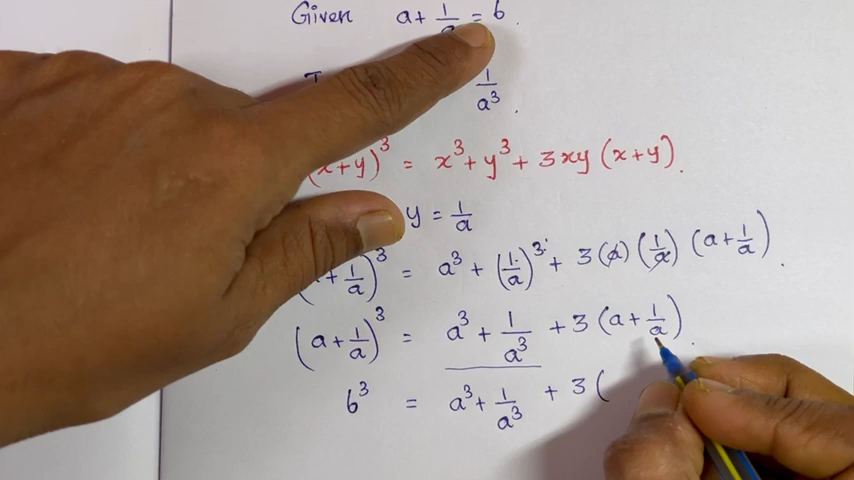 Given a + 1/a = 6.
1/a³.
(x+y)³ = x³ + y³ + 3xy (x+y).
y = 1/a
+ 1/a)³ = a³ + (1/a)³ + 3(a) (1/a) (a + 1/a).
(a + 1/a)³ = a³ + 1/a³ + 3 (a + 1/a).
6³ = a³ + 1/a³ + 3 (